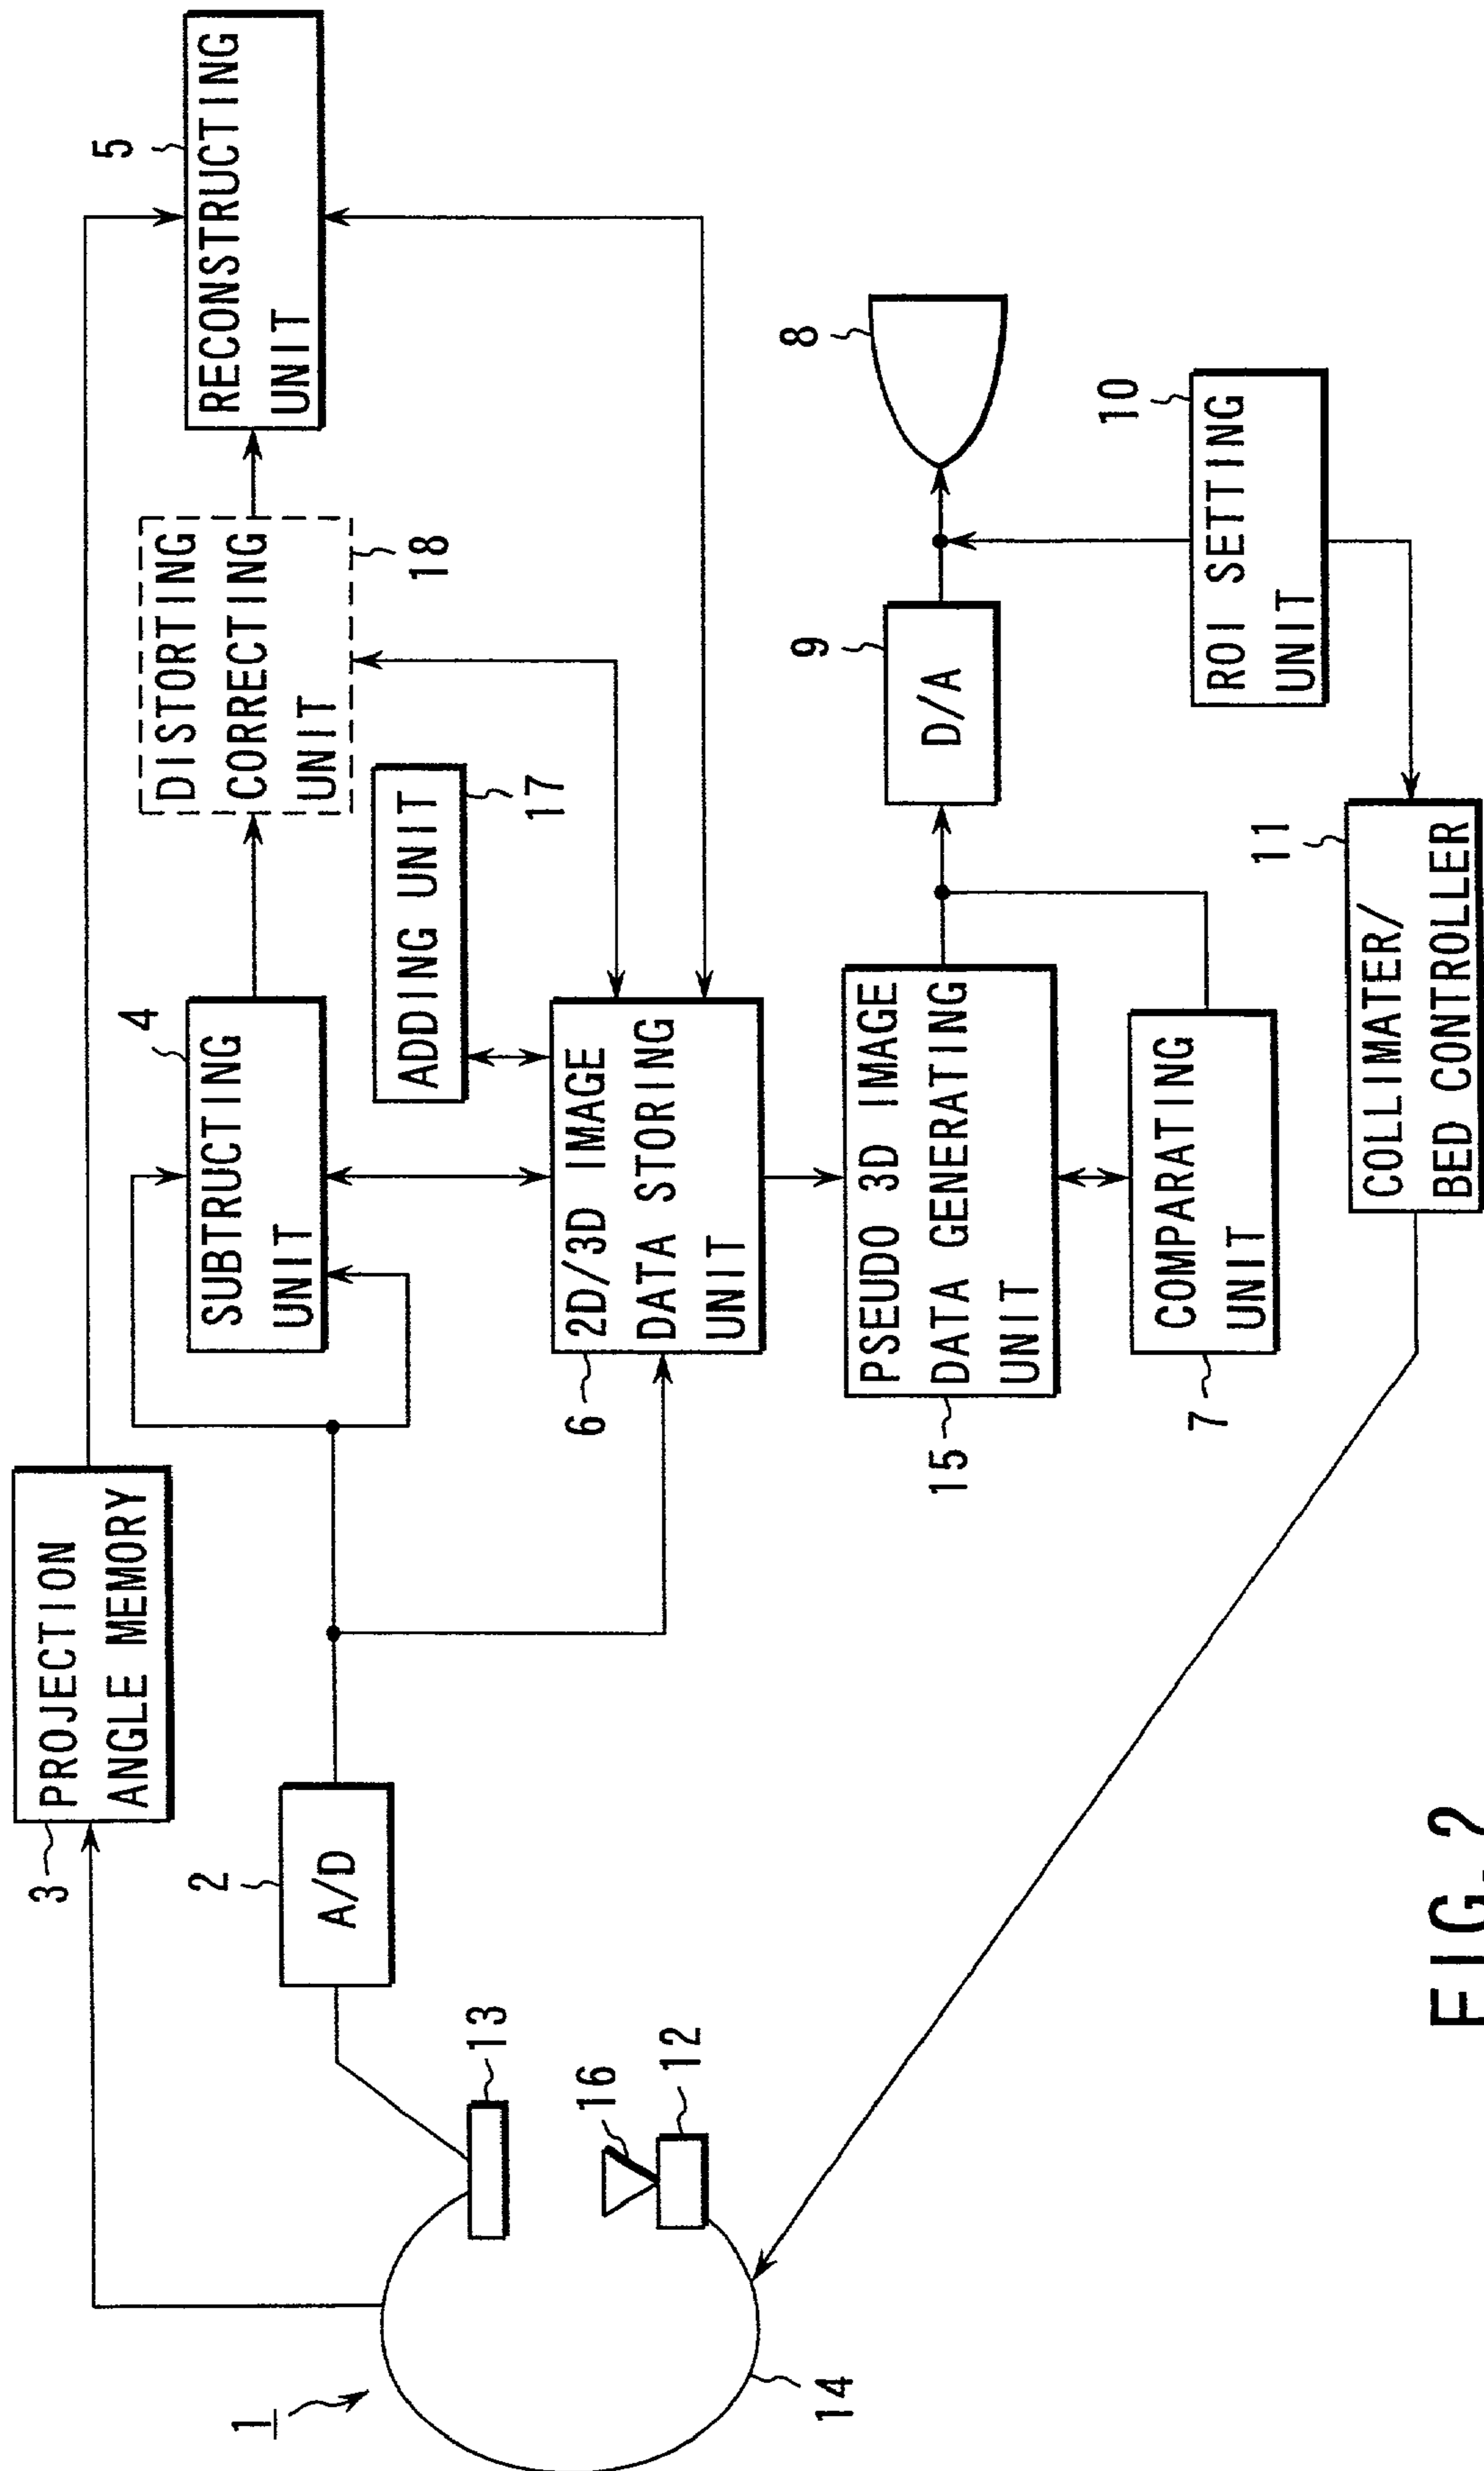 PROJECTION
ANGLE MEMORY
3
5
RECONSTRUCTING
UNIT
4
SUBTRUCTING
UNIT
DISTORTING
CORRECTING
UNIT
18
2
A/D
ADDING UNIT
17
1
13
16
12
14
2D/3D IMAGE
DATA STORING
UNIT
6
8
9
D/A
PSEUDO 3D IMAGE
DATA GENERATING
UNIT
15
10
ROI SETTING
UNIT
COMPARATING
UNIT
7
11
COLLIMATER/
BED CONTROLLER
FIG. 2